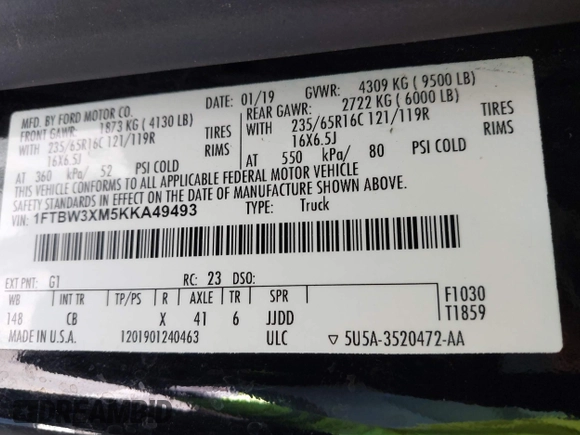 MFD. BY FORD MOTOR CO.
DATE: 01/19
GVWR: 4309 KG ( 9500 LB)
FRONT GAWR: 1873 KG ( 4130 LB)
REAR GAWR: 2722 KG ( 6000 LB)
WITH 235/65R16C 121/119R TIRES
WITH 235/65R16C 121/119R TIRES
16X6.5J RIMS
16X6.5J RIMS
AT 360 kPa/ 52 PSI COLD
AT 550 kPa/ 80 PSI COLD
THIS VEHICLE CONFORMS TO ALL APPLICABLE FEDERAL MOTOR VEHICLE
SAFETY STANDARDS IN EFFECT ON THE DATE OF MANUFACTURE SHOWN ABOVE.
VIN: 1FTBW3XM5KKA49493
TYPE: Truck
EXT PNT: G1 RC: 23 DSO:
WB INT TR TP/PS R AXLE TR SPR
148 CB X 41 6 JJDD
F1030
T1859
MADE IN U.S.A. 1201901240463 ULC ▽ 5U5A-3520472-AA
DREAMBID